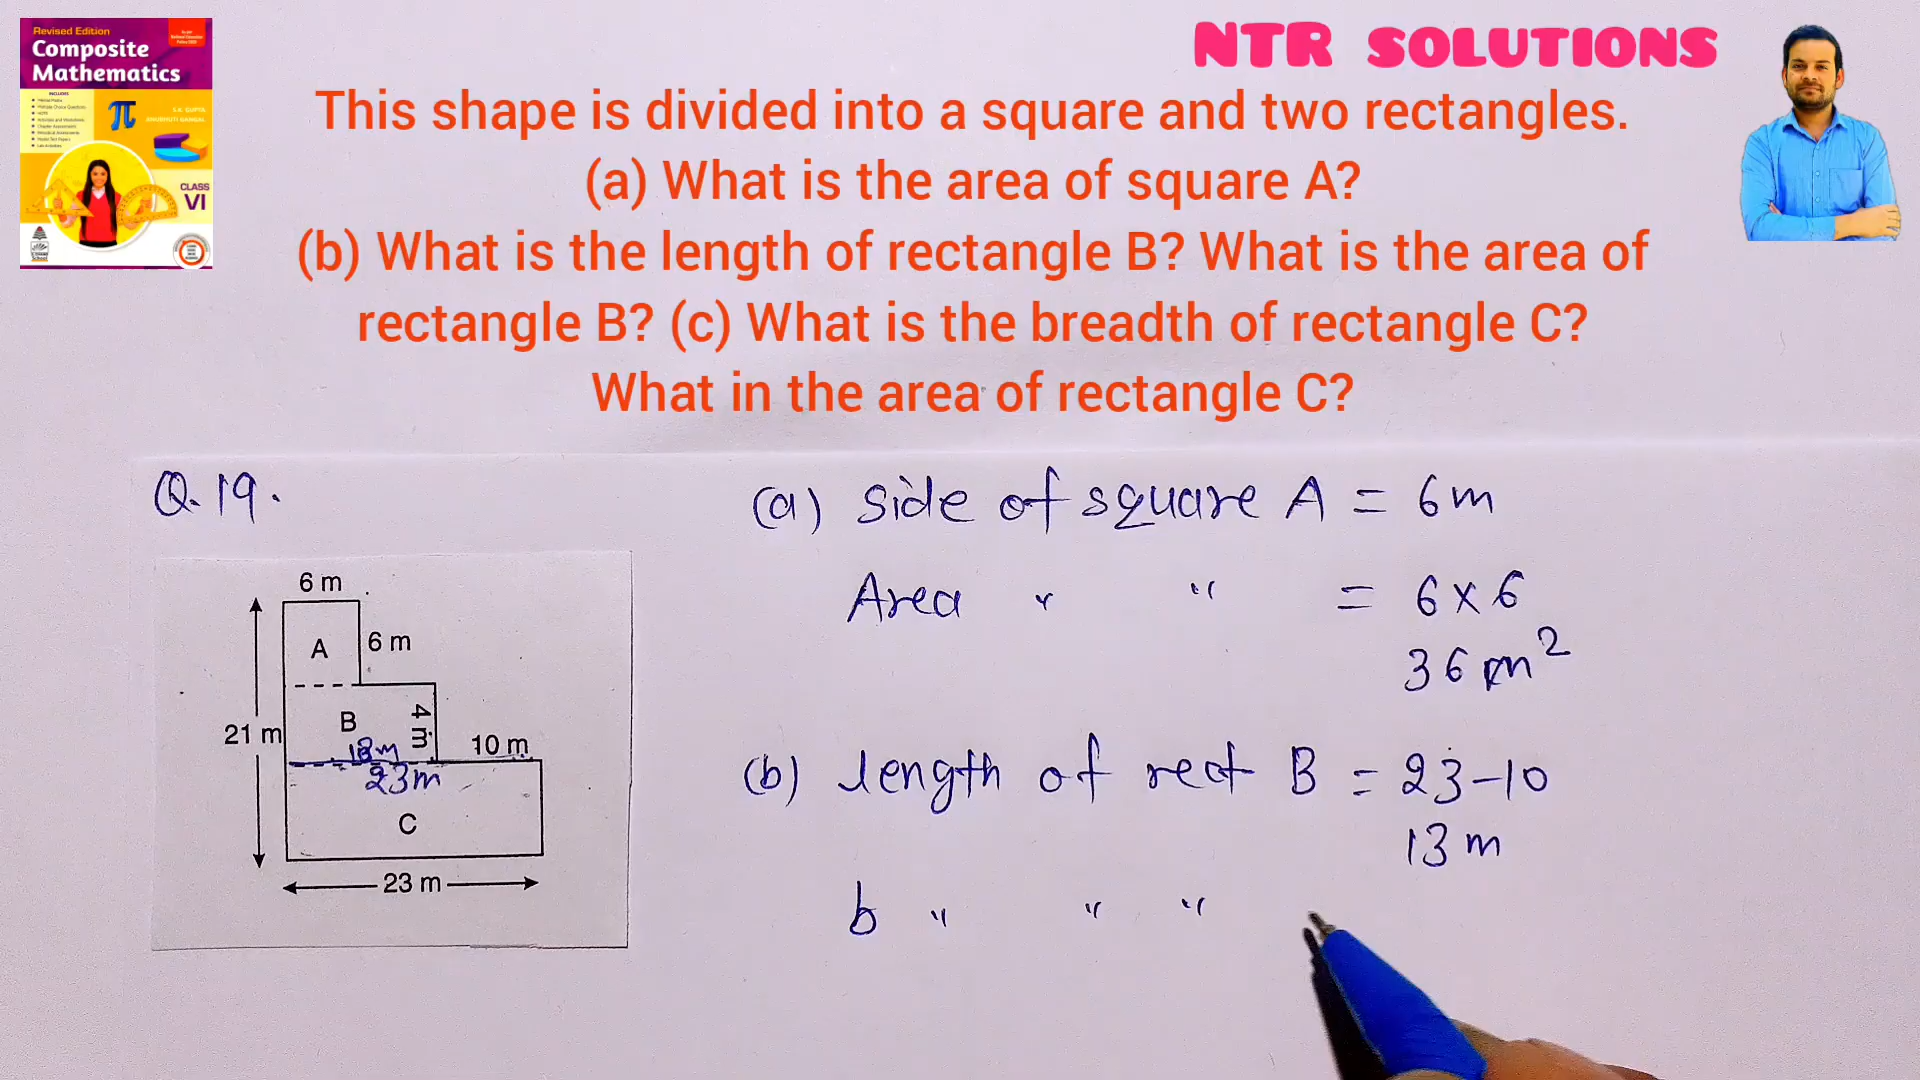 Revised Edition
Composite
Mathematics
INCLUDES
CLASS
VI
NTR SOLUTIONS
This shape is divided into a square and two rectangles.
(a) What is the area of square A?
(b) What is the length of rectangle B? What is the area of
rectangle B? (c) What is the breadth of rectangle C?
What in the area of rectangle C?
Q.19.
6 m
A
6 m
21 m
B
4 m
13m
10 m
23m
C
23 m
(a) Side of square A = 6m
Area " " = 6×6
36 m²
(b) length of rect B = 23-10
13 m
b " " "